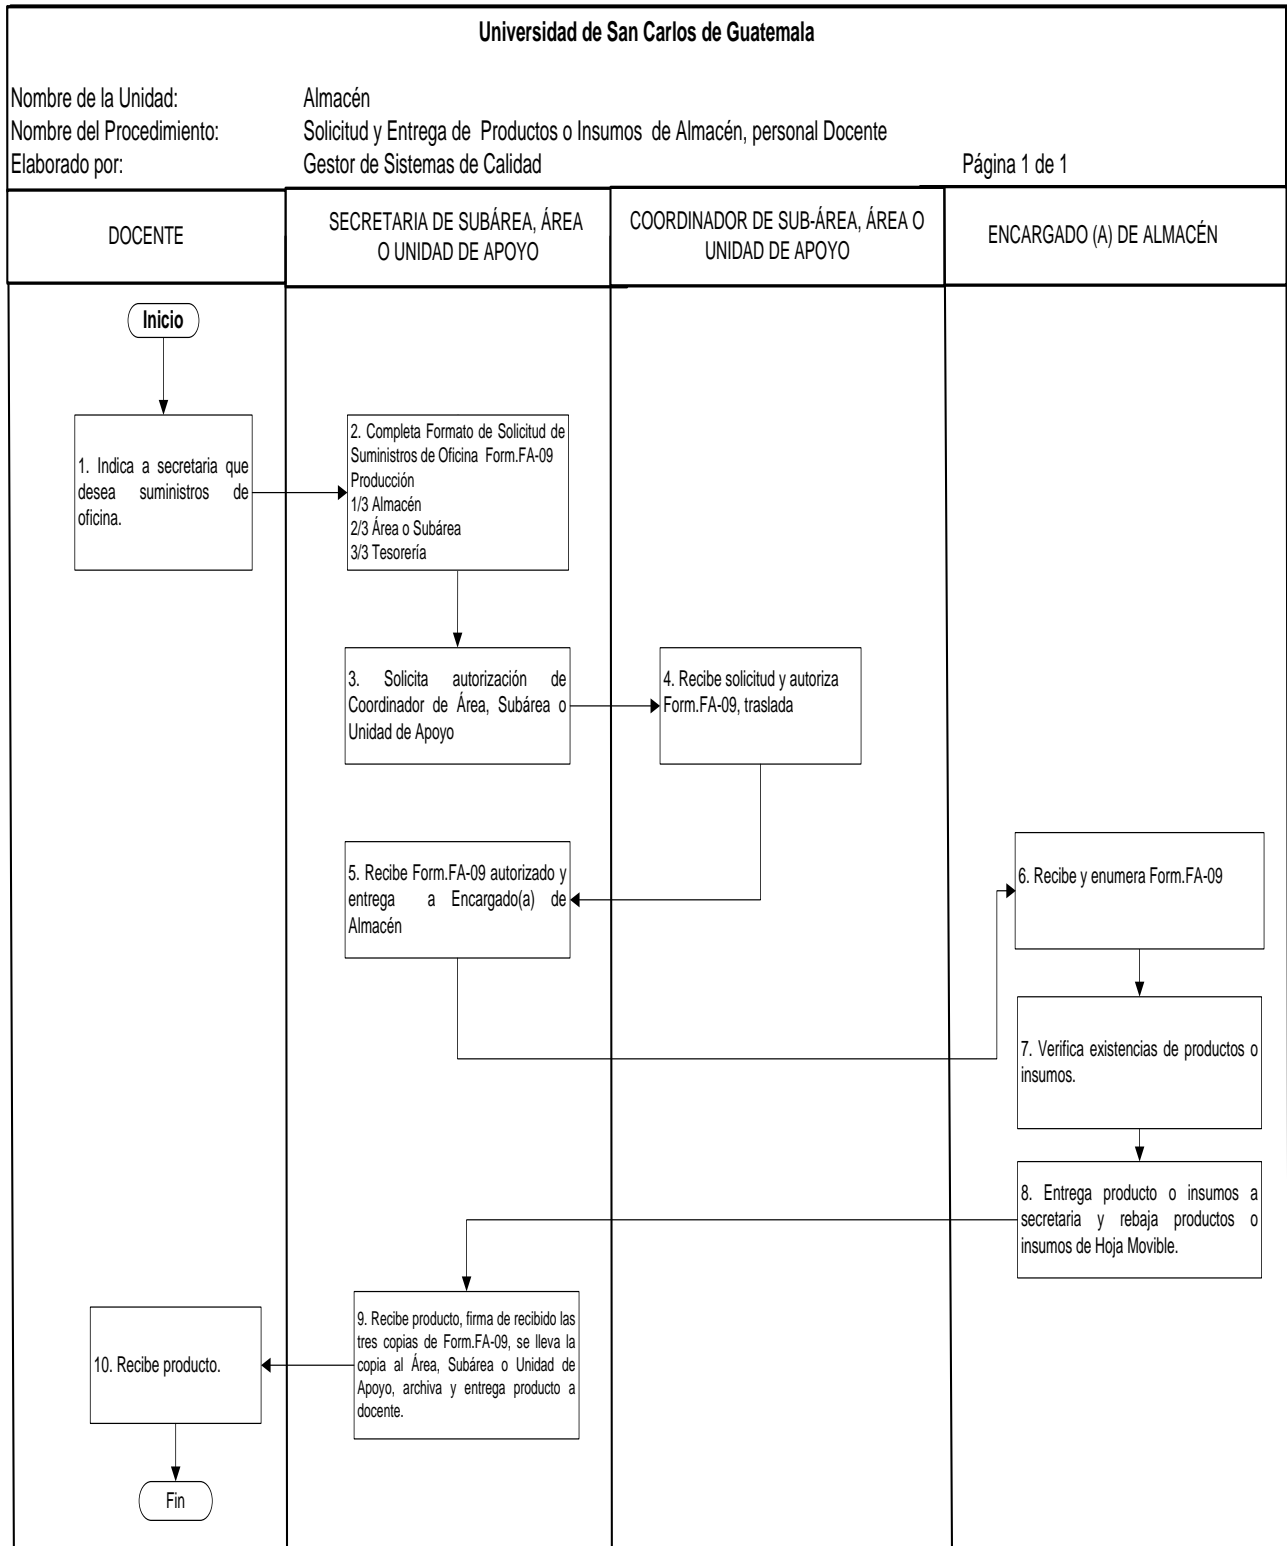 Universidad de San Carlos de Guatemala
Nombre de la Unidad: Almacén
Nombre del Procedimiento: Solicitud y Entrega de Productos o Insumos de Almacén, personal Docente
Elaborado por: Gestor de Sistemas de Calidad Página 1 de 1
DOCENTE
SECRETARIA DE SUBÁREA, ÁREA
O UNIDAD DE APOYO
COORDINADOR DE SUB-ÁREA, ÁREA O
UNIDAD DE APOYO
ENCARGADO (A) DE ALMACÉN
Inicio
1. Indica a secretaria que
desea suministros de
oficina.
2. Completa Formato de Solicitud de
Suministros de Oficina Form.FA-09
Producción
1/3 Almacén
2/3 Área o Subárea
3/3 Tesorería
3. Solicita autorización de
Coordinador de Área, Subárea o
Unidad de Apoyo
4. Recibe solicitud y autoriza
Form.FA-09, traslada
5. Recibe Form.FA-09 autorizado y
entrega a Encargado(a) de
Almacén
6. Recibe y enumera Form.FA-09
7. Verifica existencias de productos o
insumos.
8. Entrega producto o insumos a
secretaria y rebaja productos o
insumos de Hoja Movible.
9. Recibe producto, firma de recibido las
tres copias de Form.FA-09, se lleva la
copia al Área, Subárea o Unidad de
Apoyo, archiva y entrega producto a
docente.
10. Recibe producto.
Fin